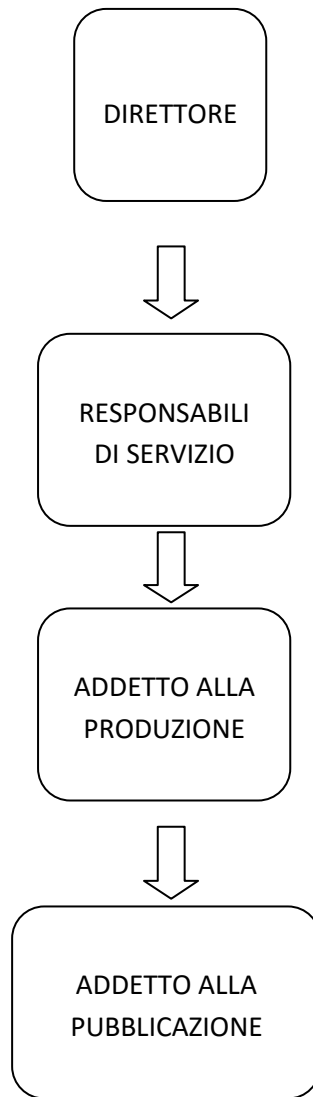 DIRETTORE
RESPONSABILI
DI SERVIZIO
ADDETTO ALLA
PRODUZIONE
ADDETTO ALLA
PUBBLICAZIONE